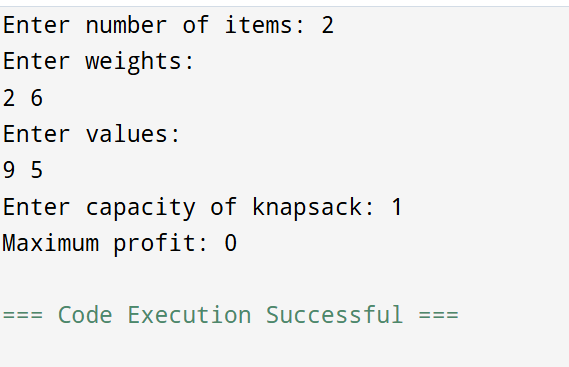 Enter number of items: 2
Enter weights:
2 6
Enter values:
9 5
Enter capacity of knapsack: 1
Maximum profit: 0
=== Code Execution Successful ===